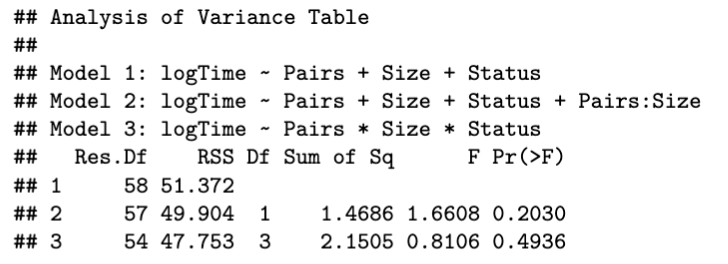 ## Analysis of Variance Table
##
## Model 1: logTime ~ Pairs + Size + Status
## Model 2: logTime ~ Pairs + Size + Status + Pairs:Size
## Model 3: logTime ~ Pairs * Size * Status
##   Res.Df    RSS Df Sum of Sq      F Pr(>F)
## 1     58 51.372
## 2     57 49.904  1    1.4686 1.6608 0.2030
## 3     54 47.753  3    2.1505 0.8106 0.4936